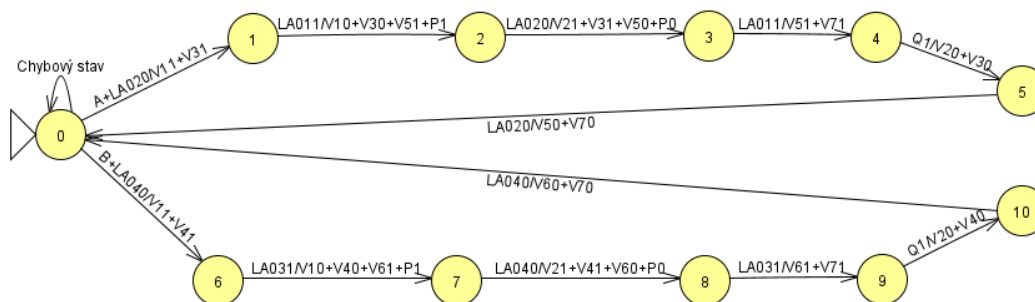 LA011/V10+V30+V51+P1
LA020/V21+V31+V50+P0
LA011/V51+V71
1
2
3
4
Q1/V20+V30
Chybový stav
A+LA020/V11+V31
5
0
LA020/V50+V70
B+LA040/V11+V41
LA040/V60+V70
10
Q1/V20+V40
LA031/V10+V40+V61+P1
LA040/V21+V41+V60+P0
LA031/V61+V71
6
7
8
9